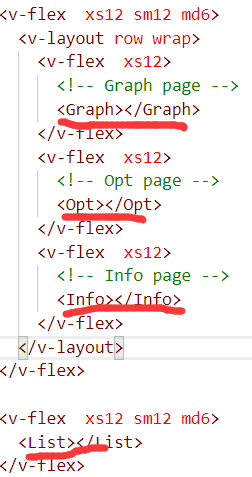 <v-flex  xs12 sm12 md6>
<v-layout row wrap>
<v-flex  xs12>
<!-- Graph page -->
<Graph></Graph>
</v-flex>
<v-flex  xs12>
<!-- Opt page -->
<Opt></Opt>
</v-flex>
<v-flex  xs12>
<!-- Info page -->
<Info></Info>
</v-flex>
</v-layout>
</v-flex>
<v-flex  xs12 sm12 md6>
<List></List>
</v-flex>